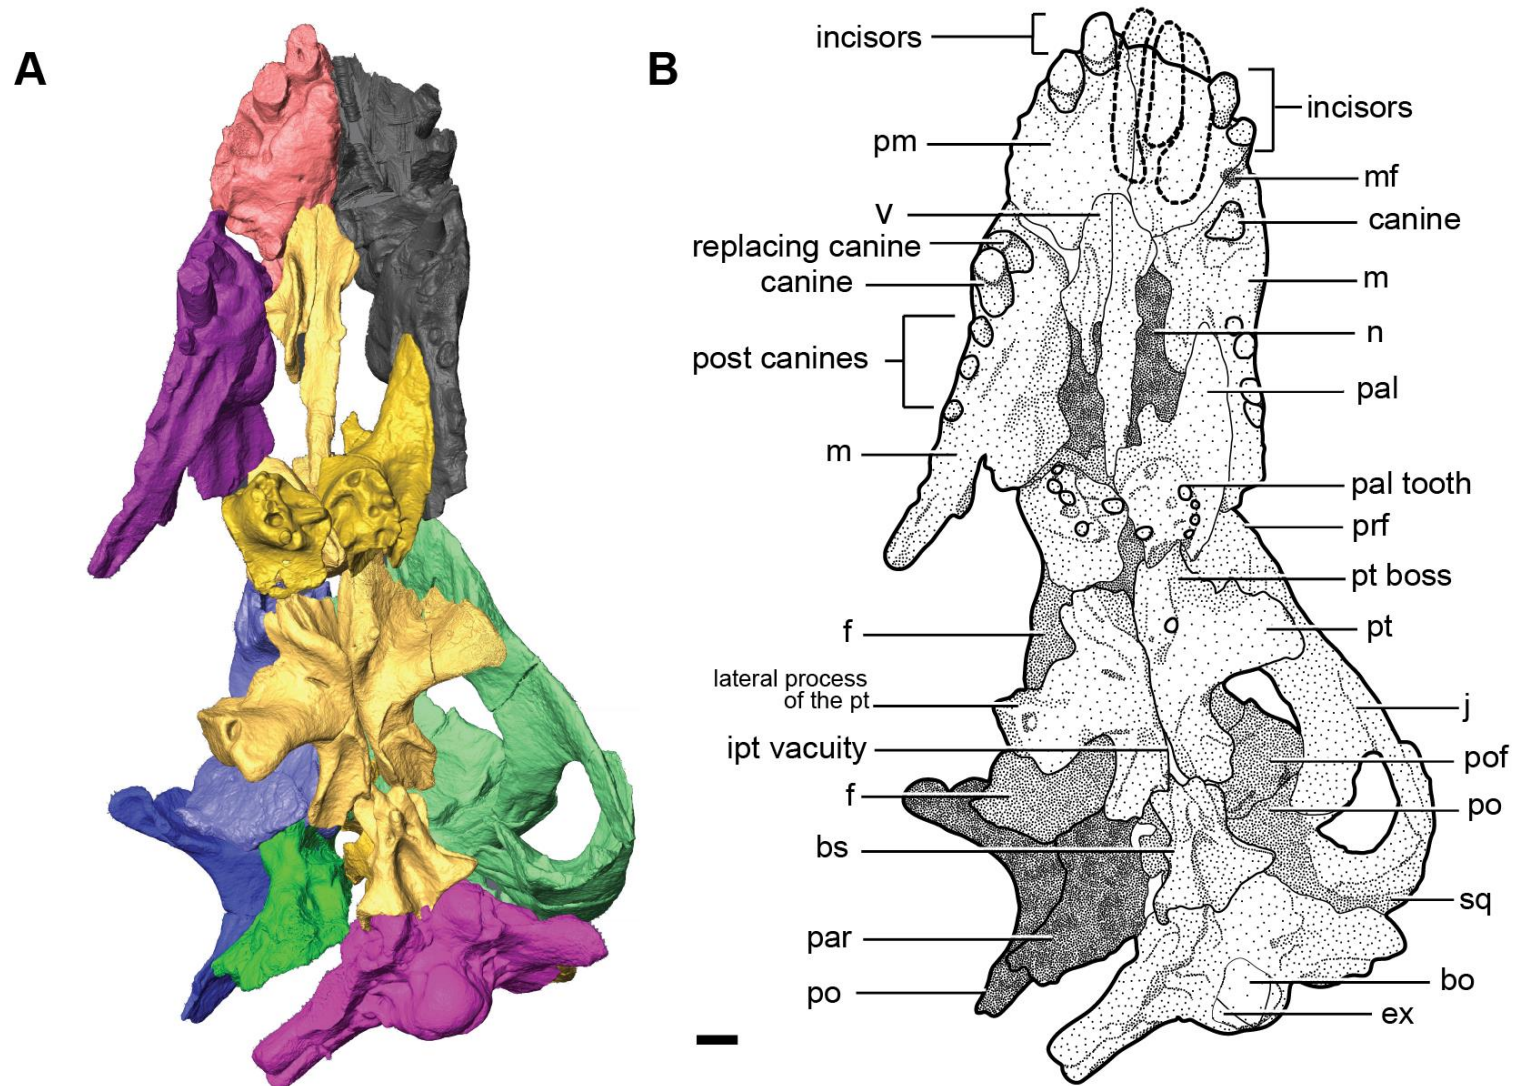 A
B
incisors
incisors
pm
mf
v
canine
replacing canine
canine
m
n
post canines
pal
m
pal tooth
prf
pt boss
f
pt
lateral process
of the pt
j
ipt vacuity
pof
f
po
bs
sq
par
bo
po
ex